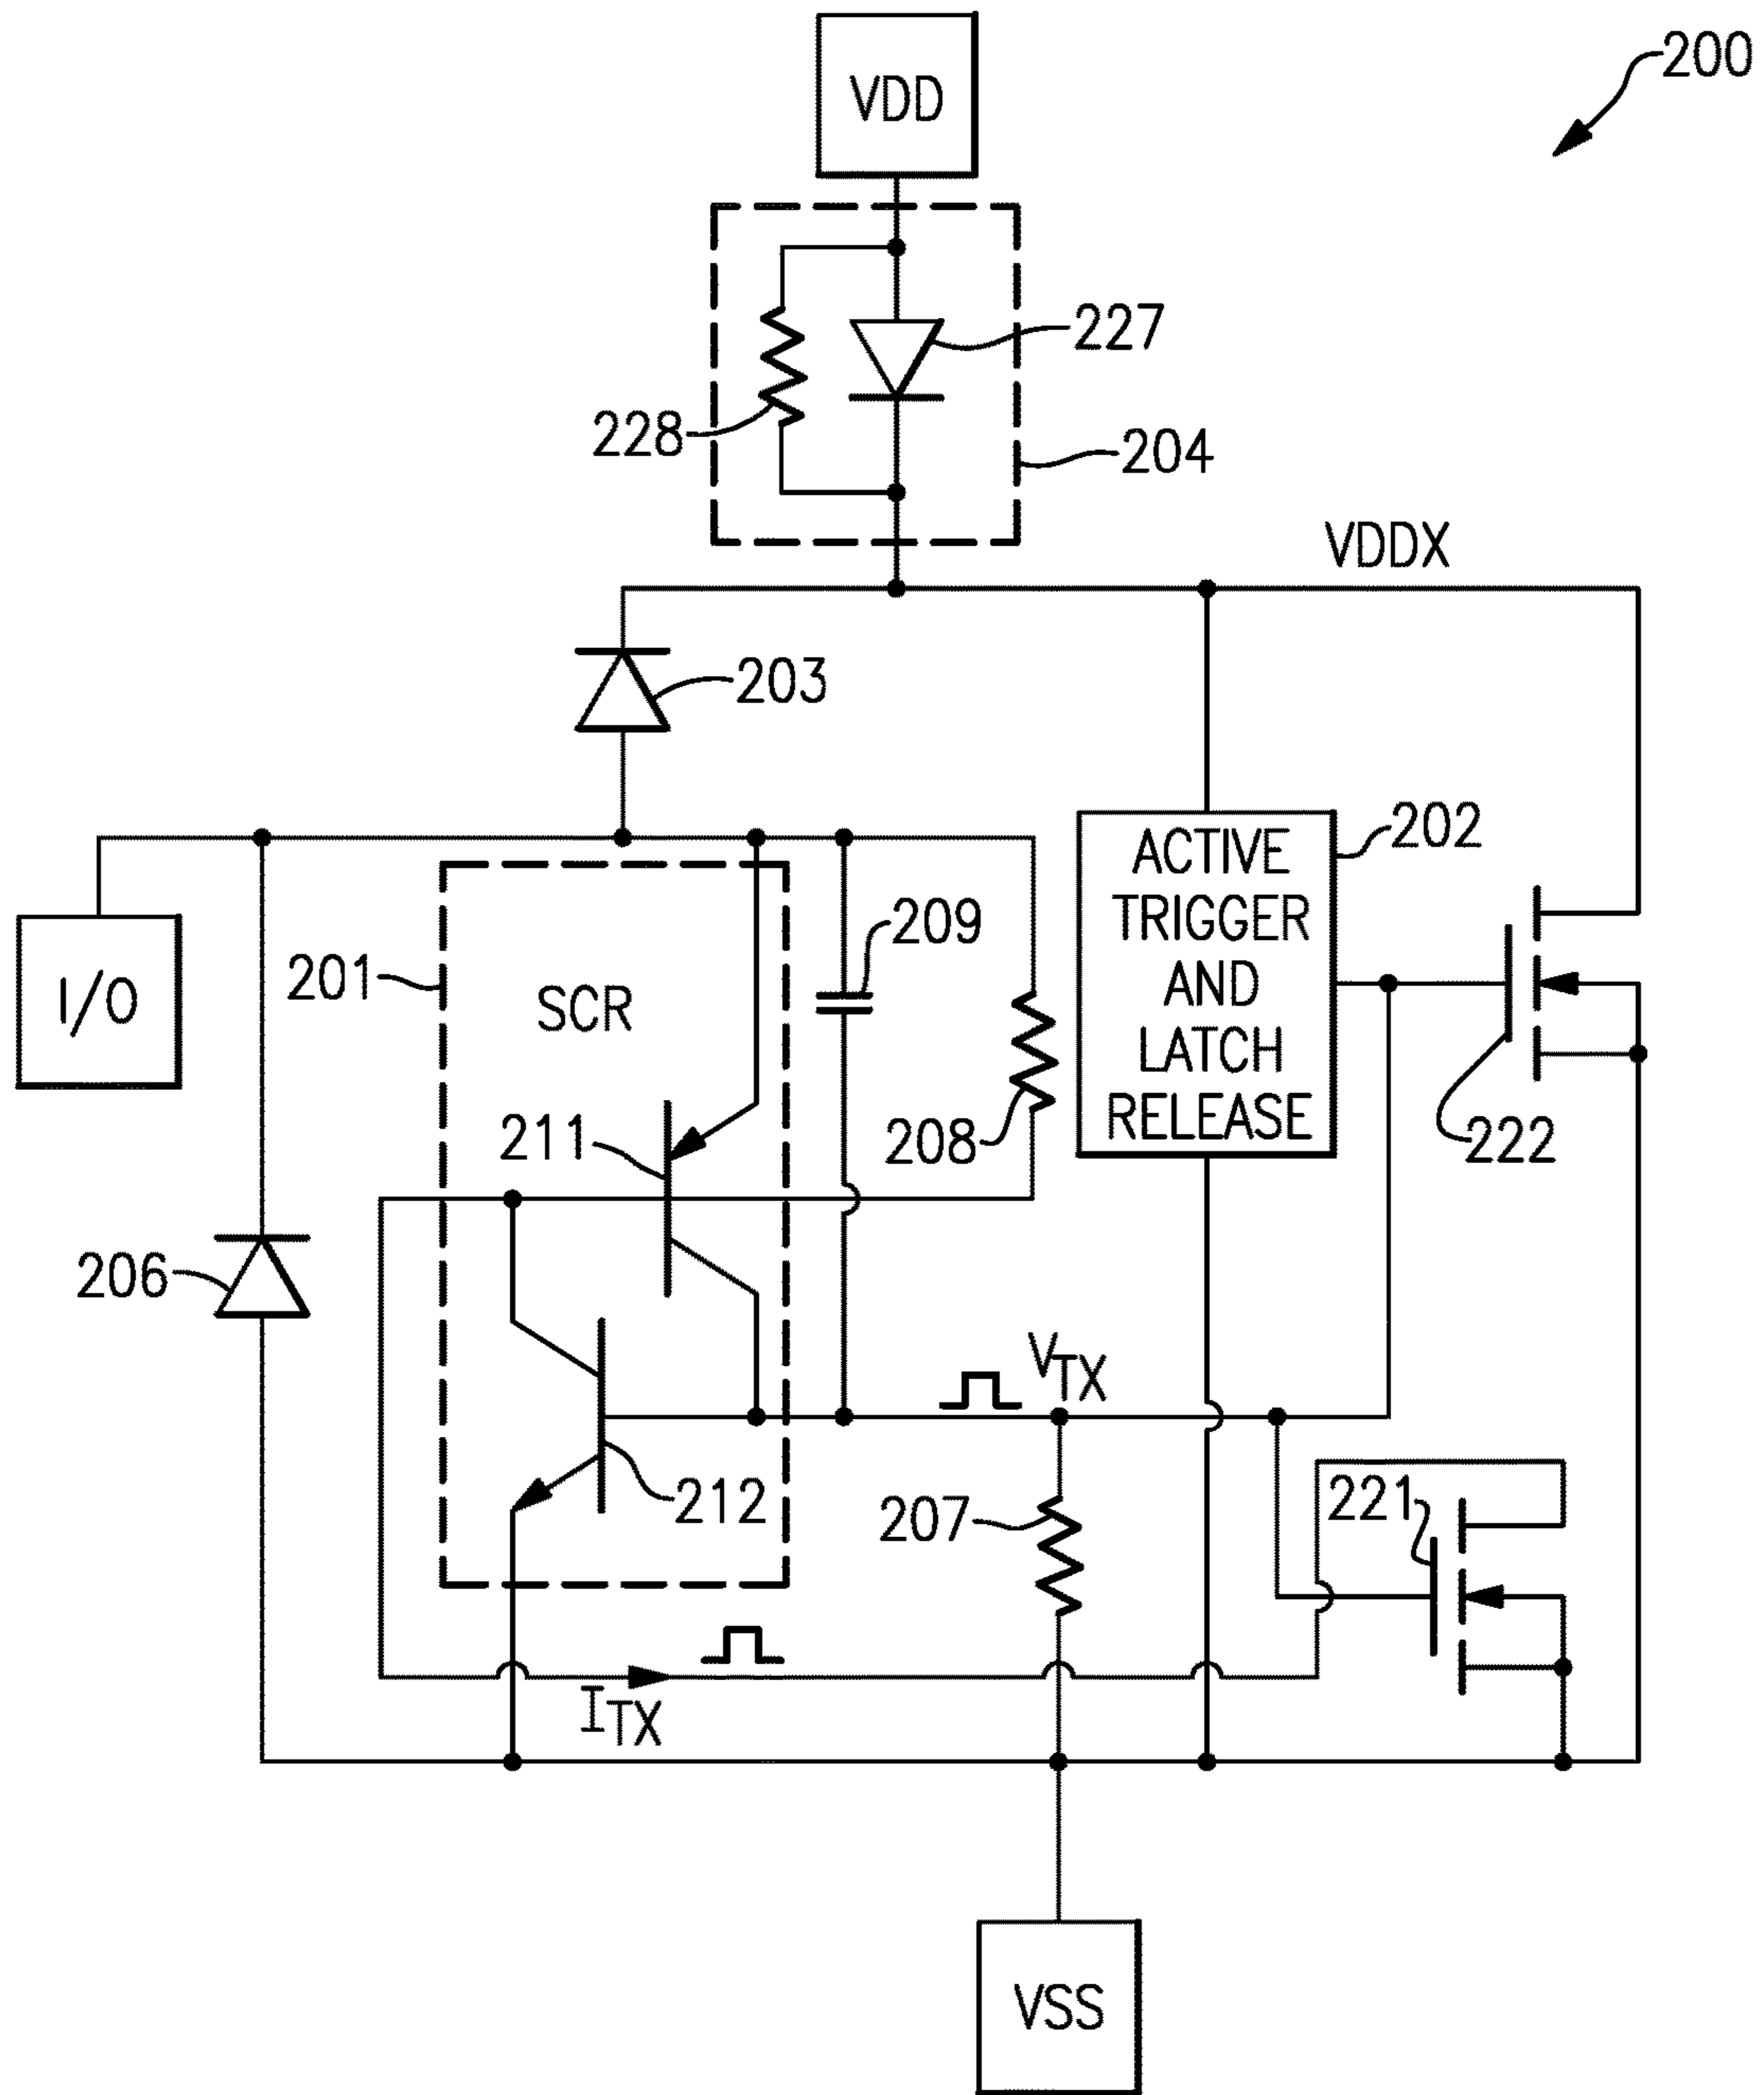 200
VDD
227
228
204
VDDX
203
202
ACTIVE
TRIGGER
AND
LATCH
RELEASE
209
201
SCR
I/O
208
222
211
206
VTX
212
207
221
ITX
VSS